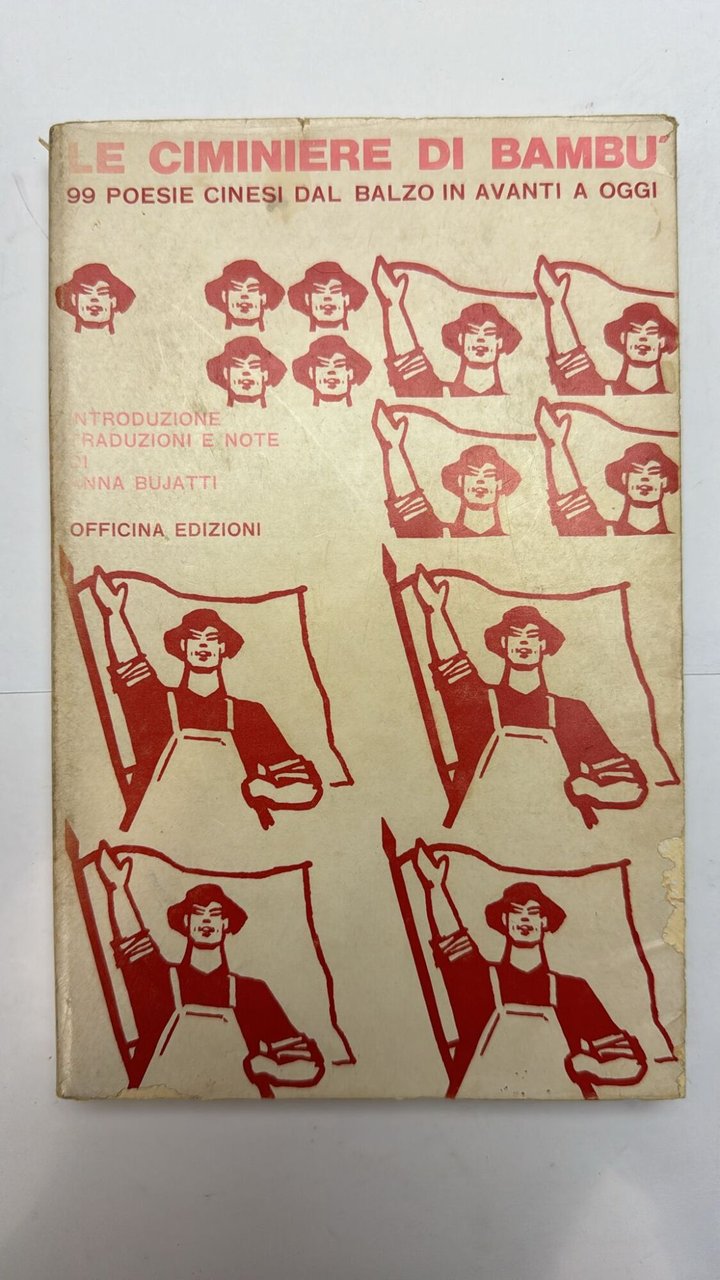 LE CIMINIERE DI BAMBU'
99 POESIE CINESI DAL BALZO IN AVANTI A OGGI
INTRODUZIONE
TRADUZIONI E NOTE
DI
ANNA BUJATTI
OFFICINA EDIZIONI